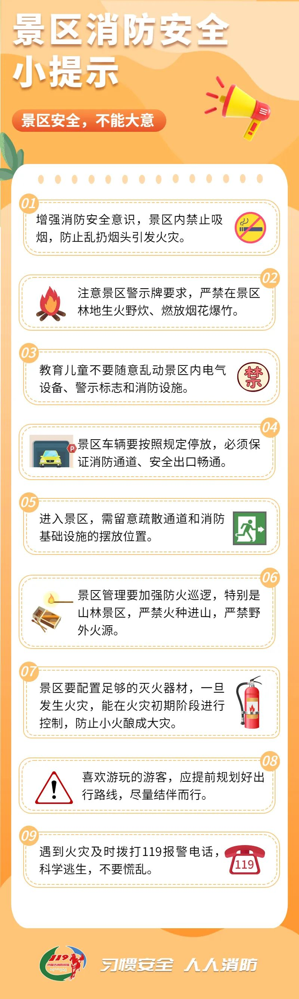 景区消防安全
小提示
景区安全，不能大意
01
增强消防安全意识，景区内禁止吸
烟，防止乱扔烟头引发火灾。
02
注意景区警示牌要求，严禁在景区
林地生火野炊、燃放烟花爆竹。
03
教育儿童不要随意乱动景区内电气
设备、警示标志和消防设施。
禁
04
P
景区车辆要按照规定停放，必须保
证消防通道、安全出口畅通。
05
进入景区，需留意疏散通道和消防
基础设施的摆放位置。
06
景区管理要加强防火巡逻，特别是
山林景区，严禁火种进山，严禁野
外火源。
07
景区要配置足够的灭火器材，一旦
发生火灾，能在火灾初期阶段进行
控制，防止小火酿成大灾。
08
喜欢游玩的游客，应提前规划好出
行路线，尽量结伴而行。
09
遇到火灾及时拨打119报警电话，
科学逃生，不要慌乱。
119
119
内蒙古消防救援
习惯安全 人人消防